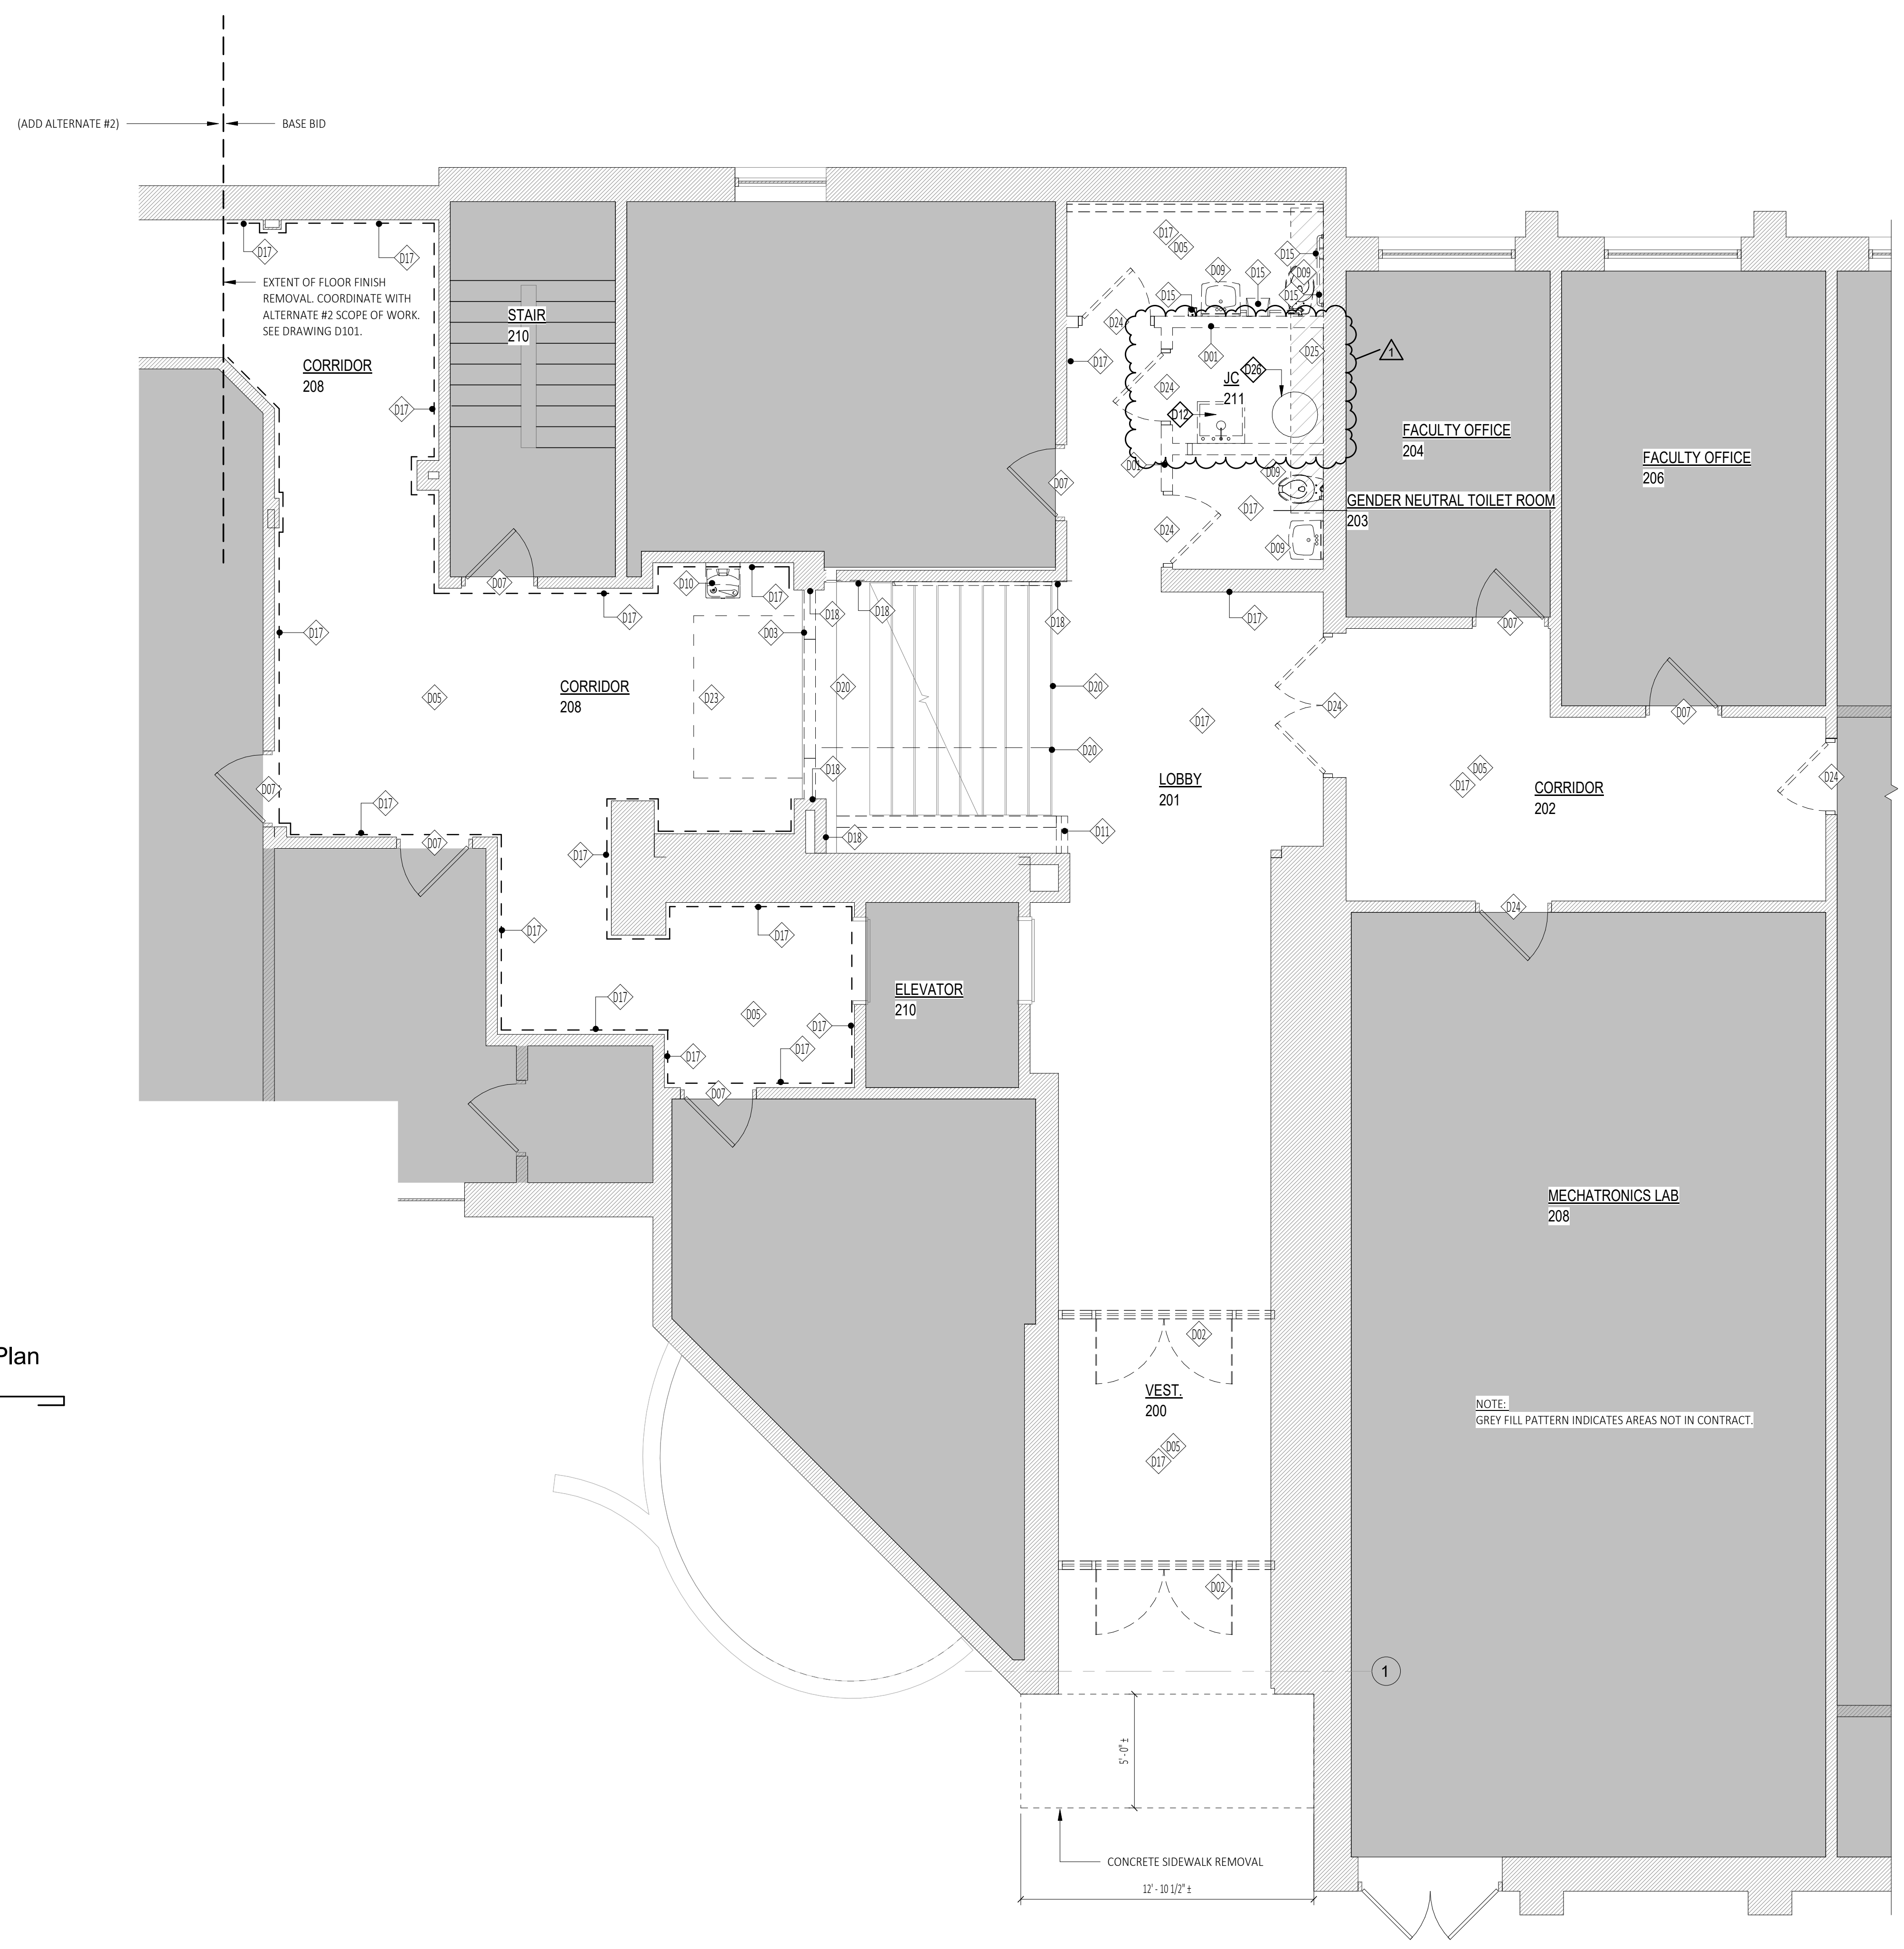 (ADD ALTERNATE #2)
BASE BID
D17
D17
EXTENT OF FLOOR FINISH
REMOVAL. COORDINATE WITH
ALTERNATE #2 SCOPE OF WORK.
SEE DRAWING D101.
CORRIDOR
208
D17
STAIR
210
D07
D17
D05
D15
D09
D15
D09
D15
D15
D24
D17
D01
D25
1
D24
JC
211
D26
D12
D01
D09
D07
D17
D24
D09
GENDER NEUTRAL TOILET ROOM
203
FACULTY OFFICE
204
FACULTY OFFICE
206
D07
D07
D10
D17
D17
D17
D18
D18
D18
D17
D03
D05
CORRIDOR
208
D23
D20
D20
D20
D17
D24
LOBBY
201
D18
D18
D11
D05
D17
CORRIDOR
202
D24
D24
D07
D17
D07
D17
D17
D17
D17
D05
D17
D17
D17
D07
ELEVATOR
210
MECHATRONICS LAB
208
Plan
D02
VEST.
200
D05
D17
NOTE:
GREY FILL PATTERN INDICATES AREAS NOT IN CONTRACT.
D02
1
5' - 0" ±
CONCRETE SIDEWALK REMOVAL
12' - 10 1/2" ±